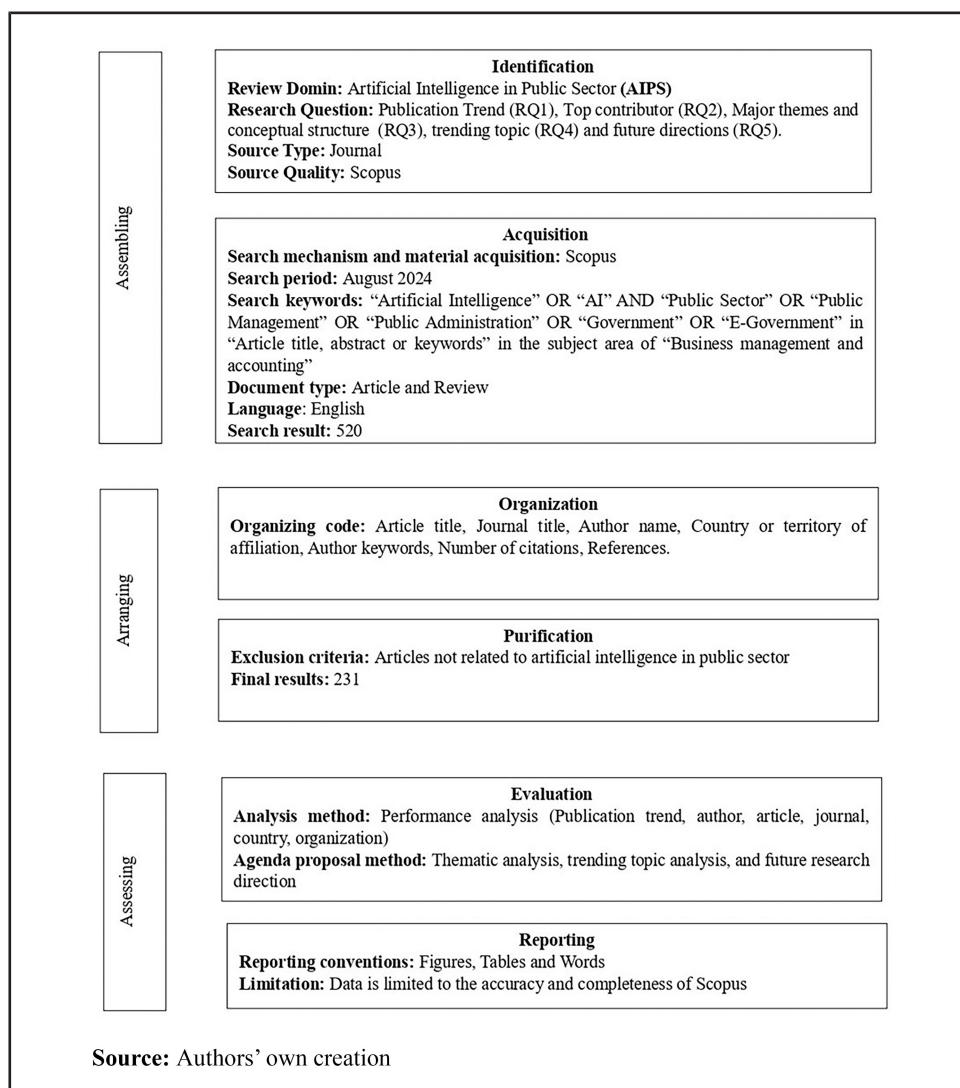 Assembling
Identification
Review Domin: Artificial Intelligence in Public Sector (AIPS)
Research Question: Publication Trend (RQ1), Top contributor (RQ2), Major themes and
conceptual structure (RQ3), trending topic (RQ4) and future directions (RQ5).
Source Type: Journal
Source Quality: Scopus
Acquisition
Search mechanism and material acquisition: Scopus
Search period: August 2024
Search keywords: “Artificial Intelligence” OR “AI” AND “Public Sector” OR “Public
Management” OR “Public Administration” OR “Government” OR “E-Government” in
“Article title, abstract or keywords” in the subject area of “Business management and
accounting”
Document type: Article and Review
Language: English
Search result: 520
Arranging
Organization
Organizing code: Article title, Journal title, Author name, Country or territory of
affiliation, Author keywords, Number of citations, References.
Purification
Exclusion criteria: Articles not related to artificial intelligence in public sector
Final results: 231
Assessing
Evaluation
Analysis method: Performance analysis (Publication trend, author, article, journal,
country, organization)
Agenda proposal method: Thematic analysis, trending topic analysis, and future research
direction
Reporting
Reporting conventions: Figures, Tables and Words
Limitation: Data is limited to the accuracy and completeness of Scopus
Source: Authors’ own creation